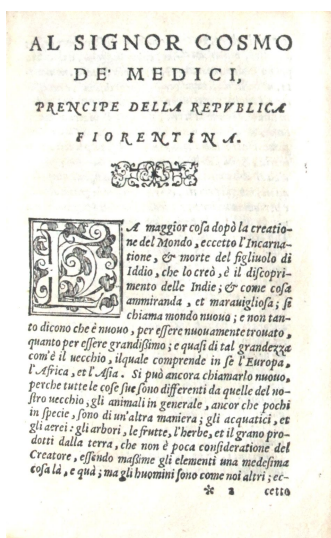 AL SIGNOR COSMO
DE' MEDICI,
PRENCIPE DELLA REPVBLICA
FIORENTINA.
LA maggior cosa dopò la creatio-
ne del Mondo, eccetto l'Incarna
tione, & morte del figliuolo di
Iddio, che lo creò, è il discopri-
mento delle Indie; & come cosa
ammiranda, et marauigliosa; si
chiama mondo nuouo; e non tan-
to dicono che è nuouo, per essere nuouamente trouato,
quanto per essere grandissimo; e quasi di tal grandezza
com'è il uecchio, ilquale comprende in se l'Europa,
l'Africa, et l'Asia. Si può ancora chiamarlo nuouo,
perche tutte le cose sue sono differenti da quelle del no-
stro uecchio, gli animali in generale, ancor che pochi
in specie, sono di un'altra maniera; gli acquatici, et
gli aerei: gli arbori, le frutte, l'herbe, et il grano pro-
dotti dalla terra, che non è poca consideratione del
Creatore, essendo massime gli elementi una medesima
cosa là, e quà; ma gli huomini sono come noi altri; ec-
* 2 cetto